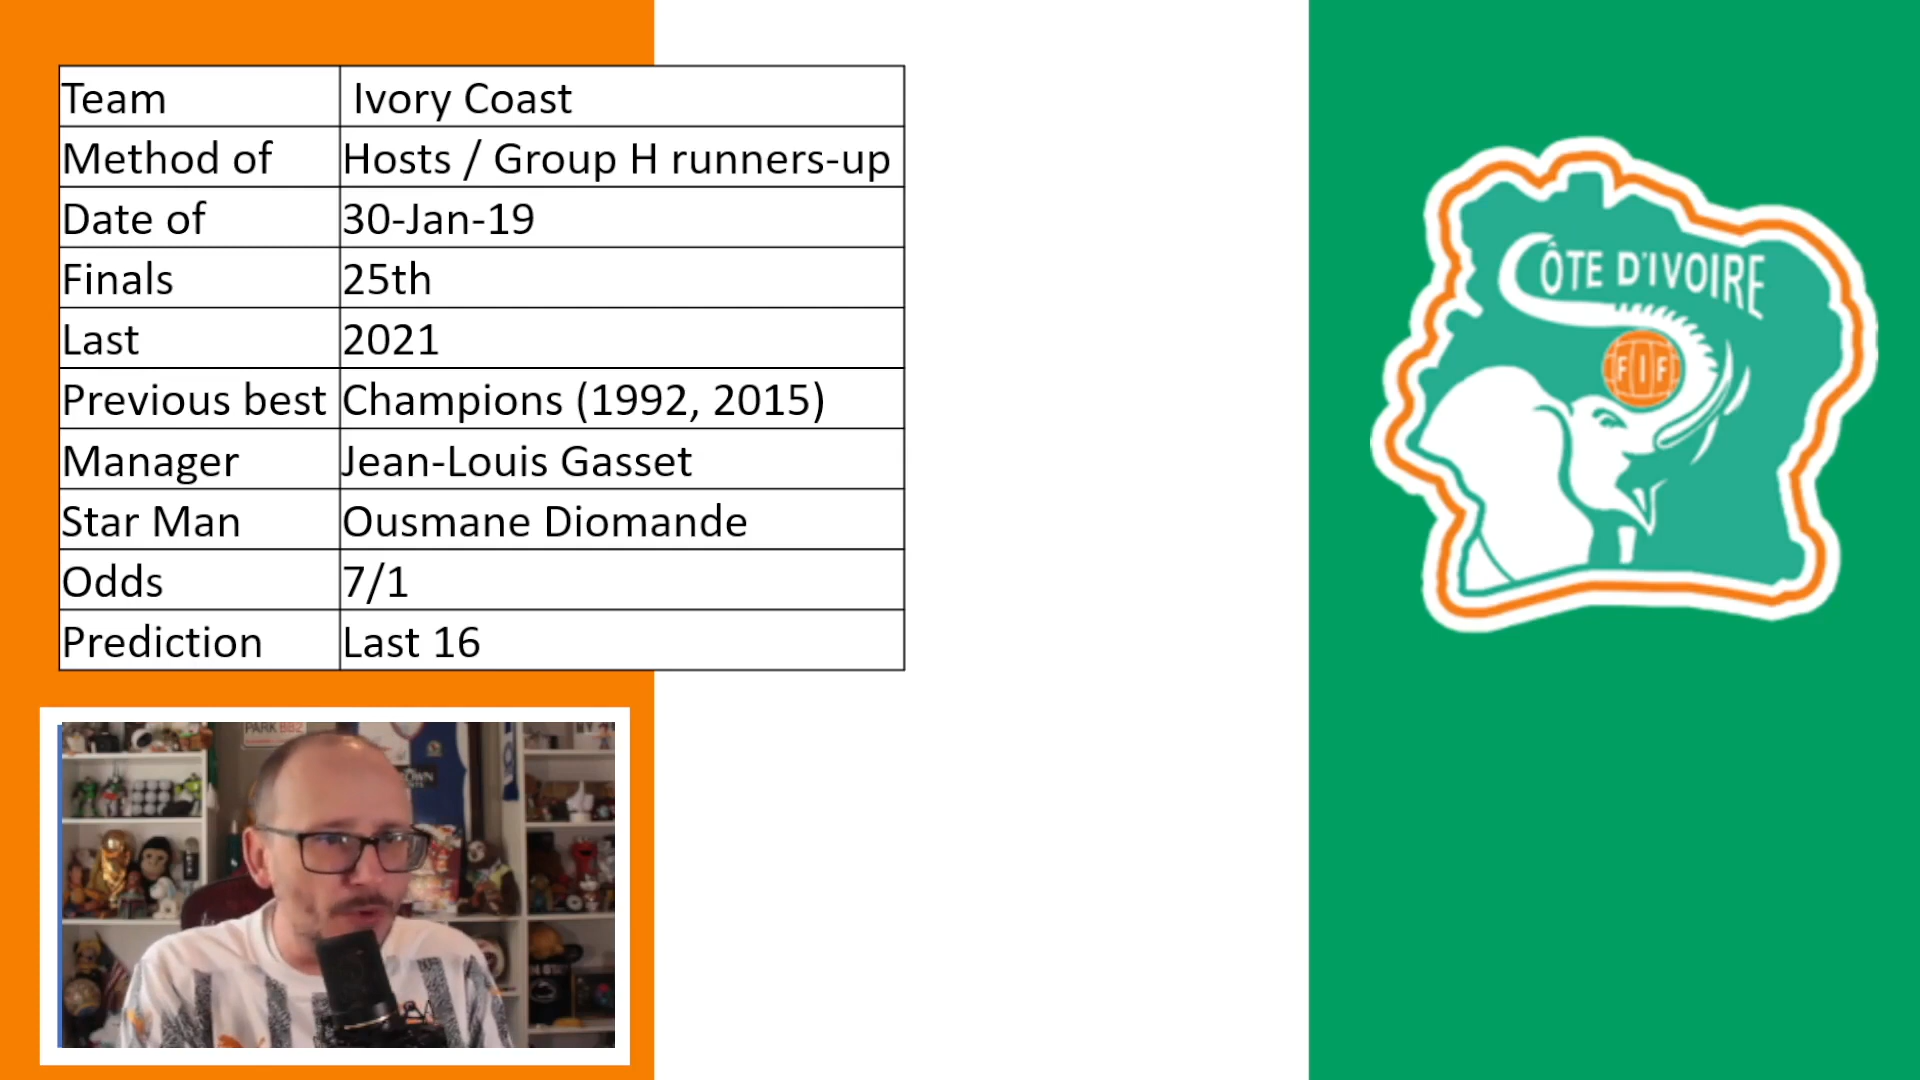 Team Ivory Coast
Method of Hosts / Group H runners-up
Date of 30-Jan-19
Finals 25th
Last 2021
Previous best Champions (1992, 2015)
Manager Jean-Louis Gasset
Star Man Ousmane Diomande
Odds 7/1
Prediction Last 16
CÔTE D'IVOIRE
FIF
PARK BB2